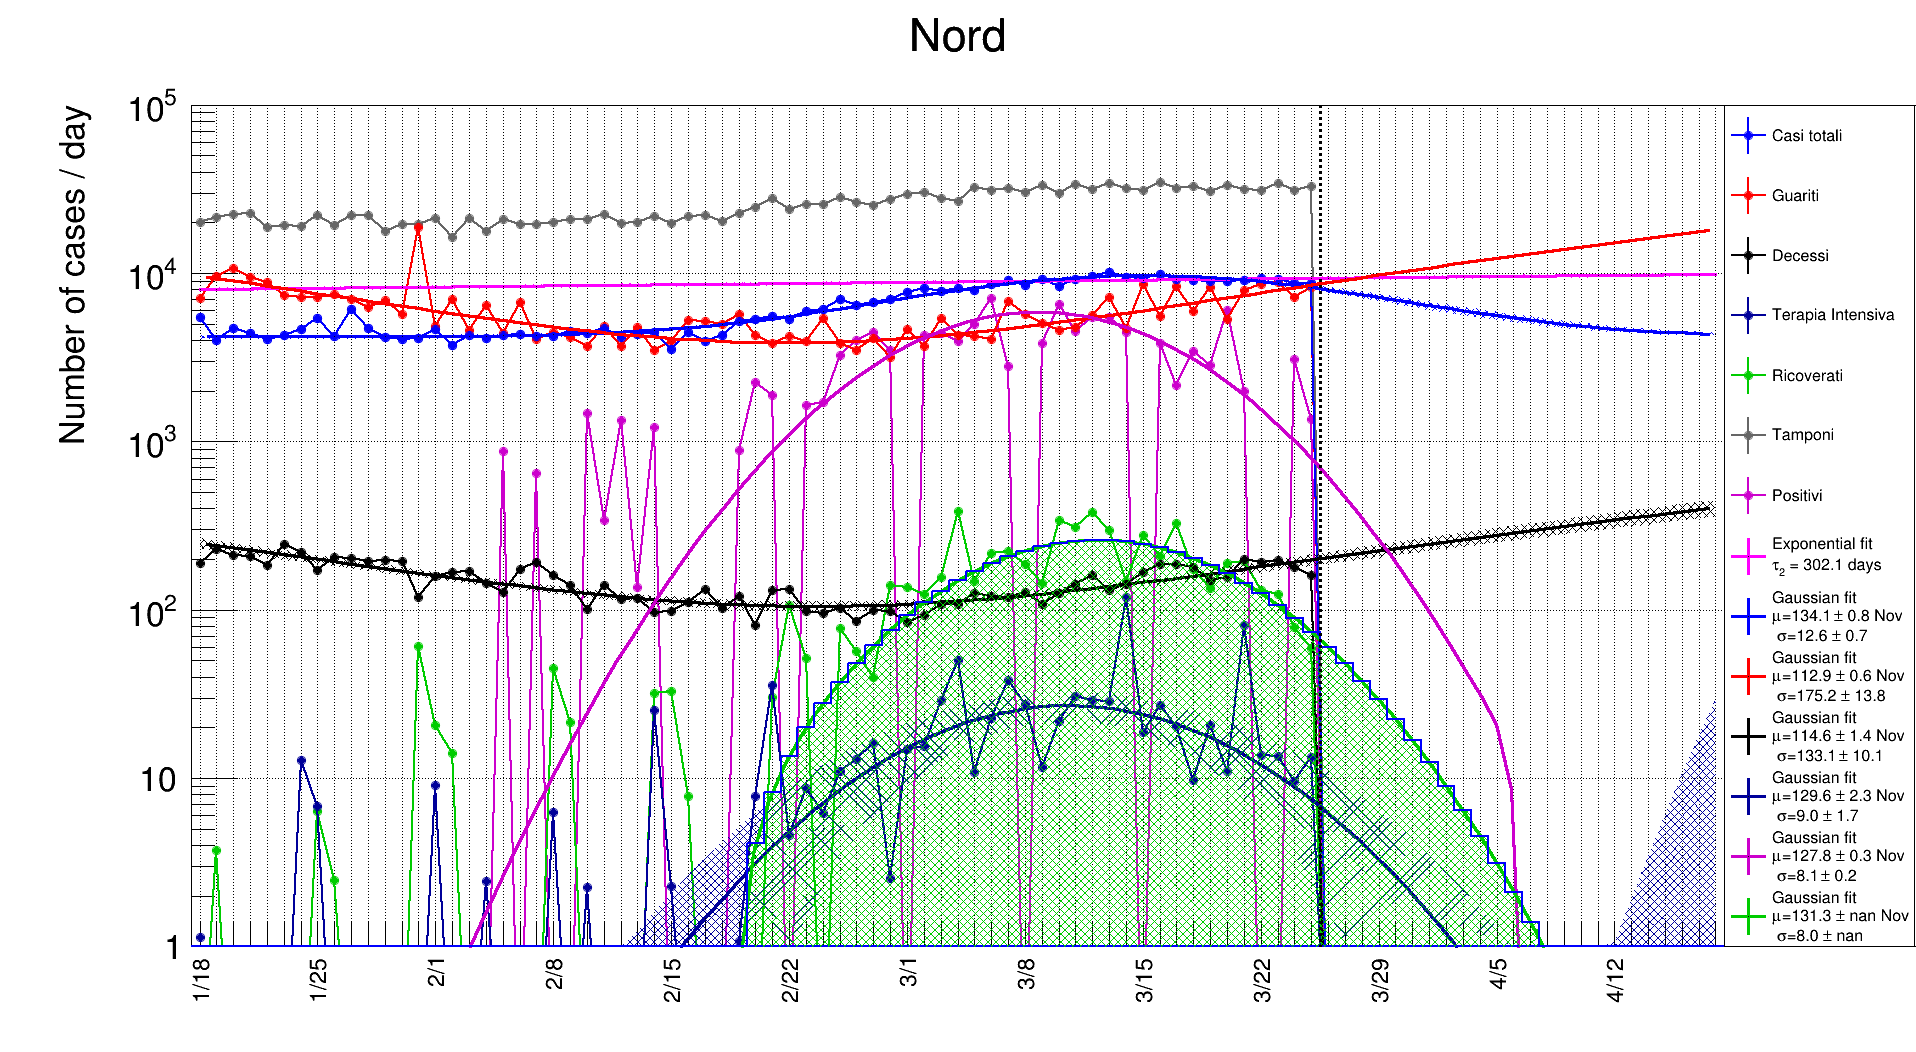 Nord
Number of cases / day
10^5
10^4
10^3
10^2
10
1
1/18
1/25
2/1
2/8
2/15
2/22
3/1
3/8
3/15
3/22
3/29
4/5
4/12
Casi totali
Guariti
Decessi
Terapia Intensiva
Ricoverati
Tamponi
Positivi
Exponential fit
τ₂ = 302.1 days
Gaussian fit
μ=134.1 ± 0.8 Nov
σ=12.6 ± 0.7
Gaussian fit
μ=112.9 ± 0.6 Nov
σ=175.2 ± 13.8
Gaussian fit
μ=114.6 ± 1.4 Nov
σ=133.1 ± 10.1
Gaussian fit
μ=129.6 ± 2.3 Nov
σ=9.0 ± 1.7
Gaussian fit
μ=127.8 ± 0.3 Nov
σ=8.1 ± 0.2
Gaussian fit
μ=131.3 ± nan Nov
σ=8.0 ± nan